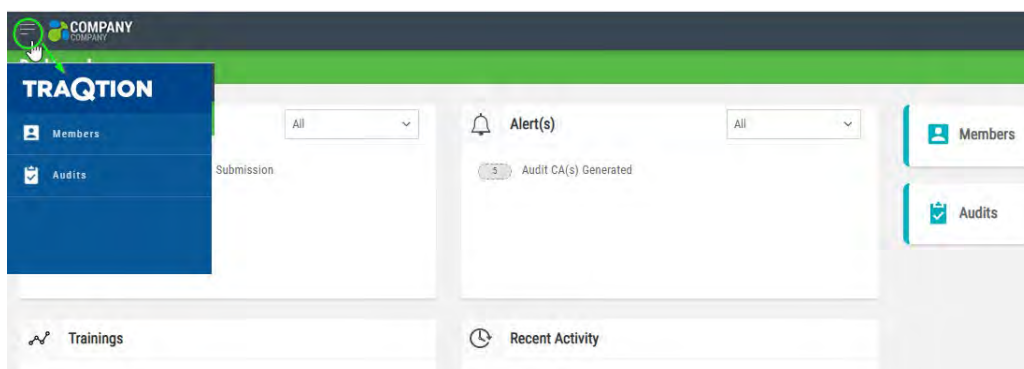 COMPANY
COMPANY
TRAQTION
Members
Audits
All
Submission
Alert(s)
All
5 Audit CA(s) Generated
Members
Audits
Trainings
Recent Activity